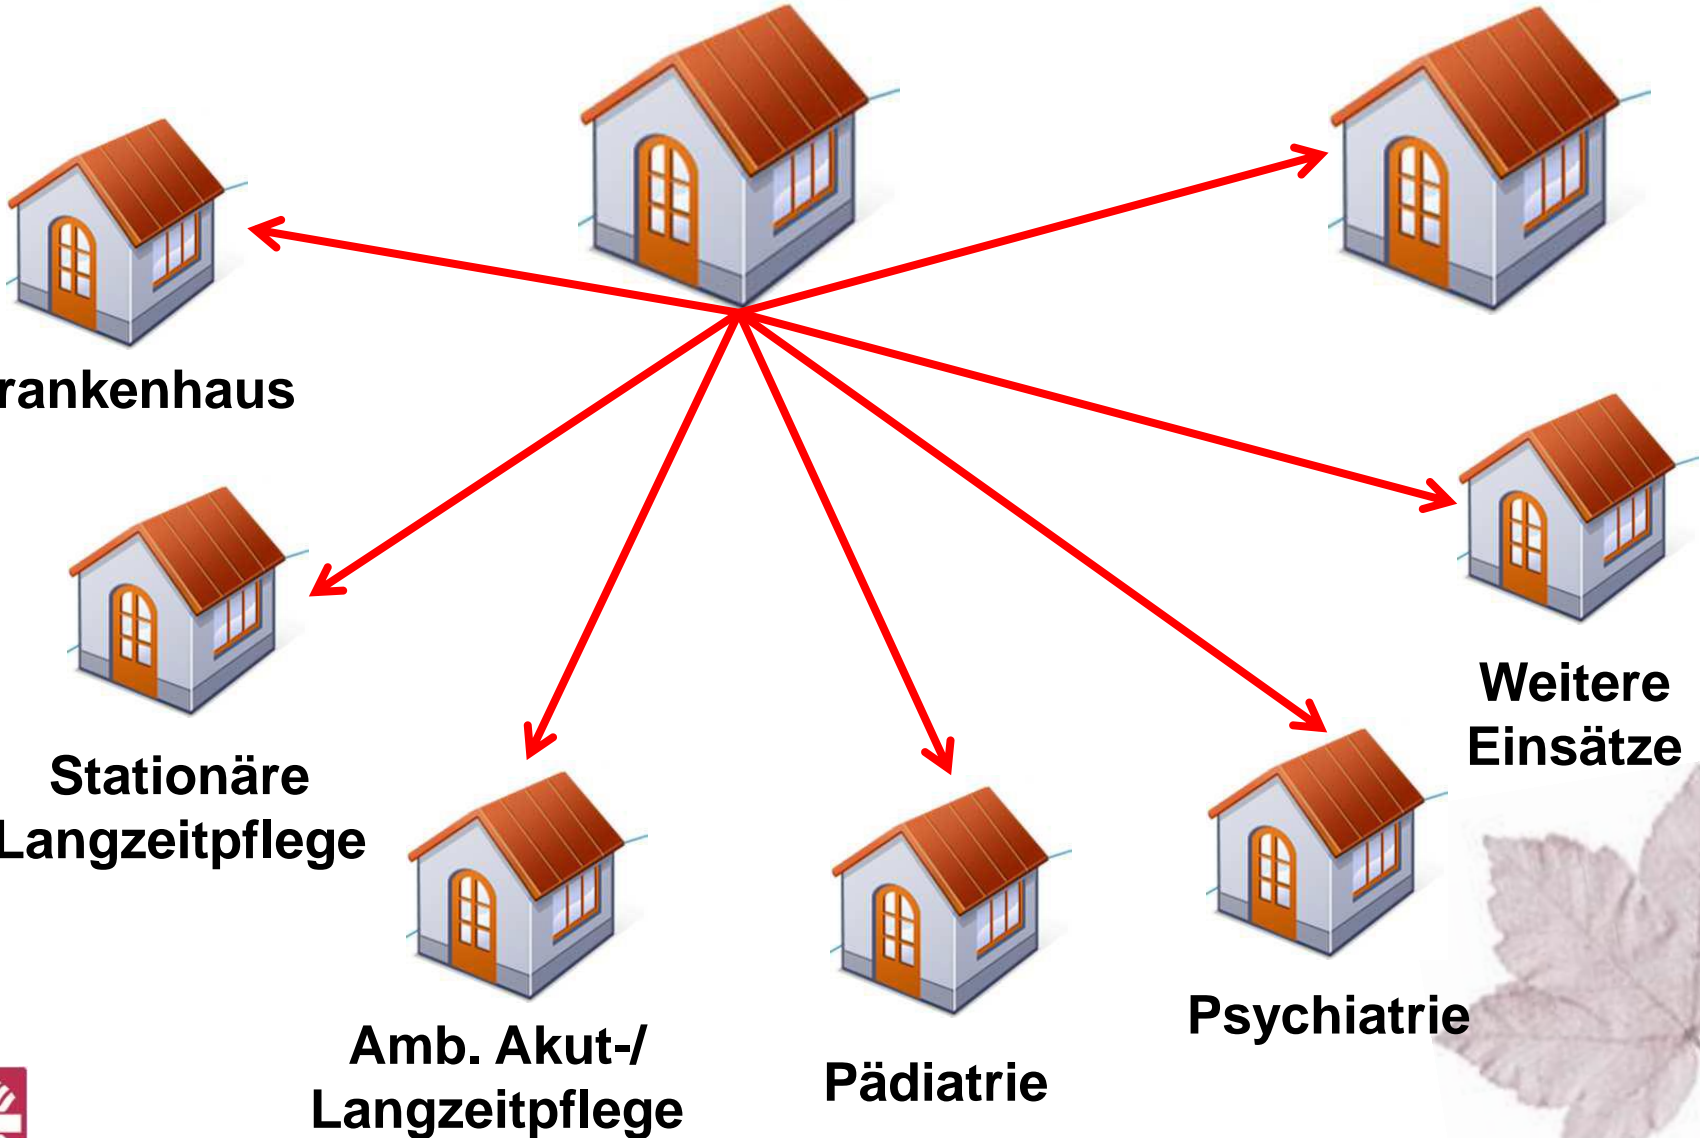 rankenhaus
Stationäre
Langzeitpflege
Amb. Akut-/
Langzeitpflege
Pädiatrie
Psychiatrie
Weitere
Einsätze